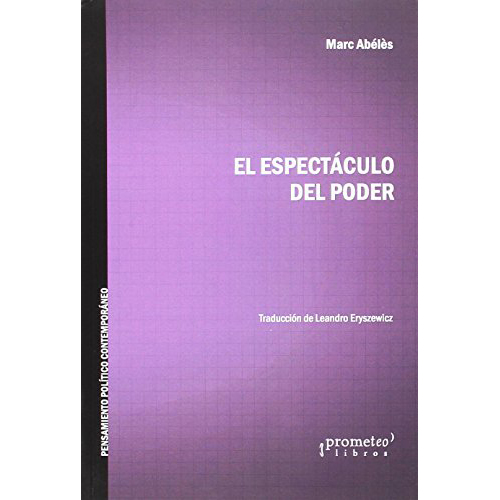 Marc Abélès
EL ESPECTÁCULO
DEL PODER
Traducción de Leandro Eryszewicz
PENSAMIENTO POLÍTICO CONTEMPORÁNEO
prometeo
libros